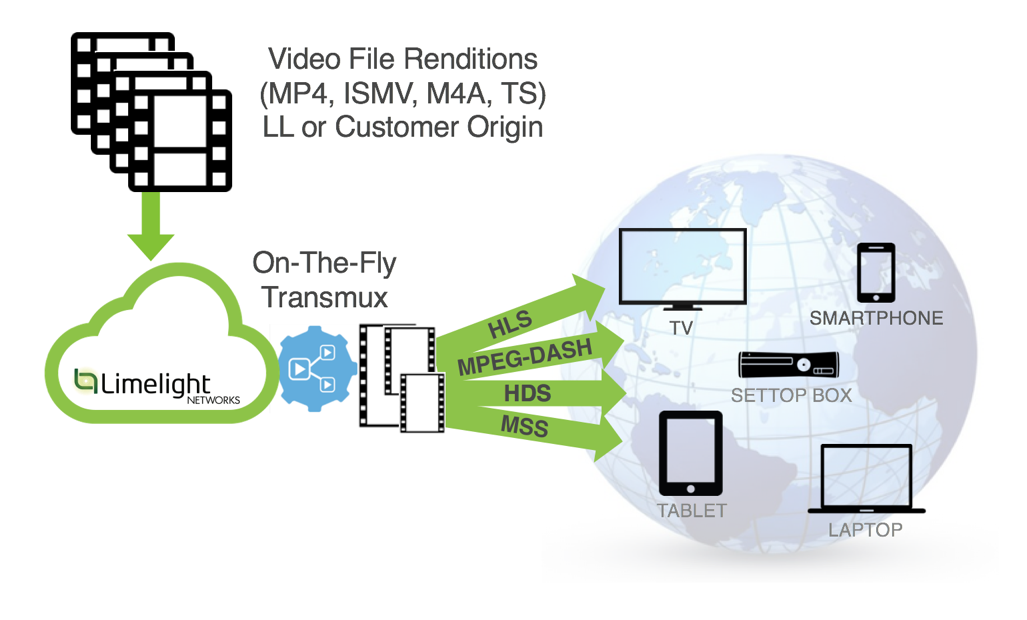 Video File Renditions
(MP4, ISMV, M4A, TS)
LL or Customer Origin
On-The-Fly
Transmux
Limelight
NETWORKS
HLS
MPEG-DASH
HDS
MSS
TV
SMARTPHONE
SETTOP BOX
TABLET
LAPTOP